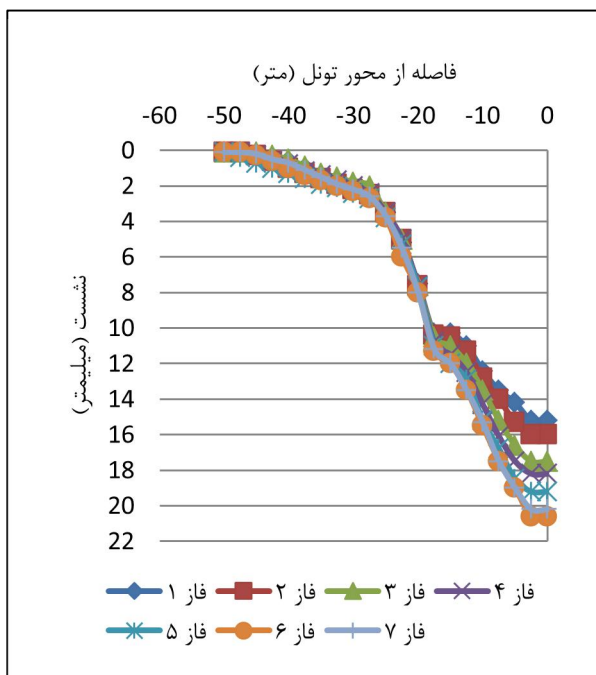 فاصله از محور تونل (متر)
-60 -50 -40 -30 -20 -10 0
0
2
4
6
8
10
12
14
16
18
20
22
نشست (میلیمتر)
فاز ۱ فاز ۲ فاز ۳ فاز ۴
فاز ۵ فاز ۶ فاز ۷